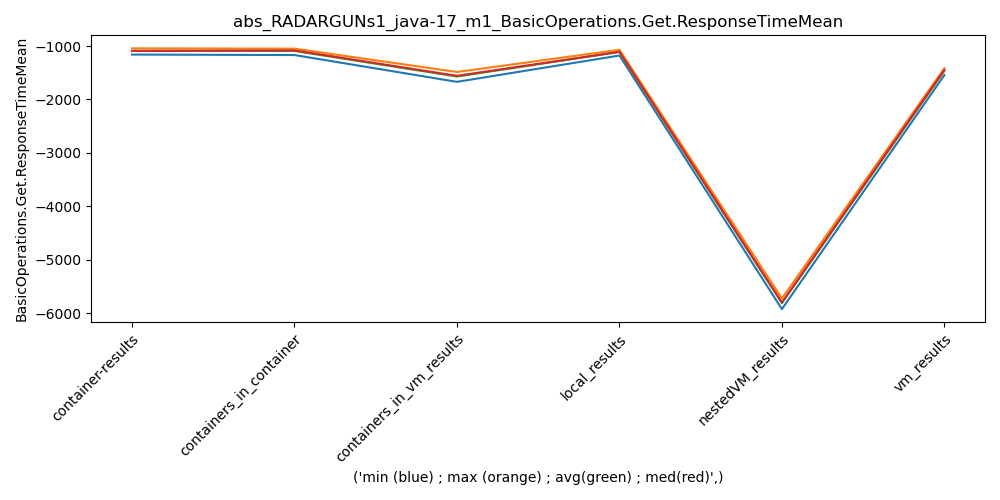 abs_RADARGUNs1_java-17_m1_BasicOperations.Get.ResponseTimeMean
BasicOperations.Get.ResponseTimeMean
−1000
−2000
−3000
−4000
−5000
−6000
container-results
containers_in_container
containers_in_vm_results
local_results
nestedVM_results
vm_results
('min (blue) ; max (orange) ; avg(green) ; med(red)',)